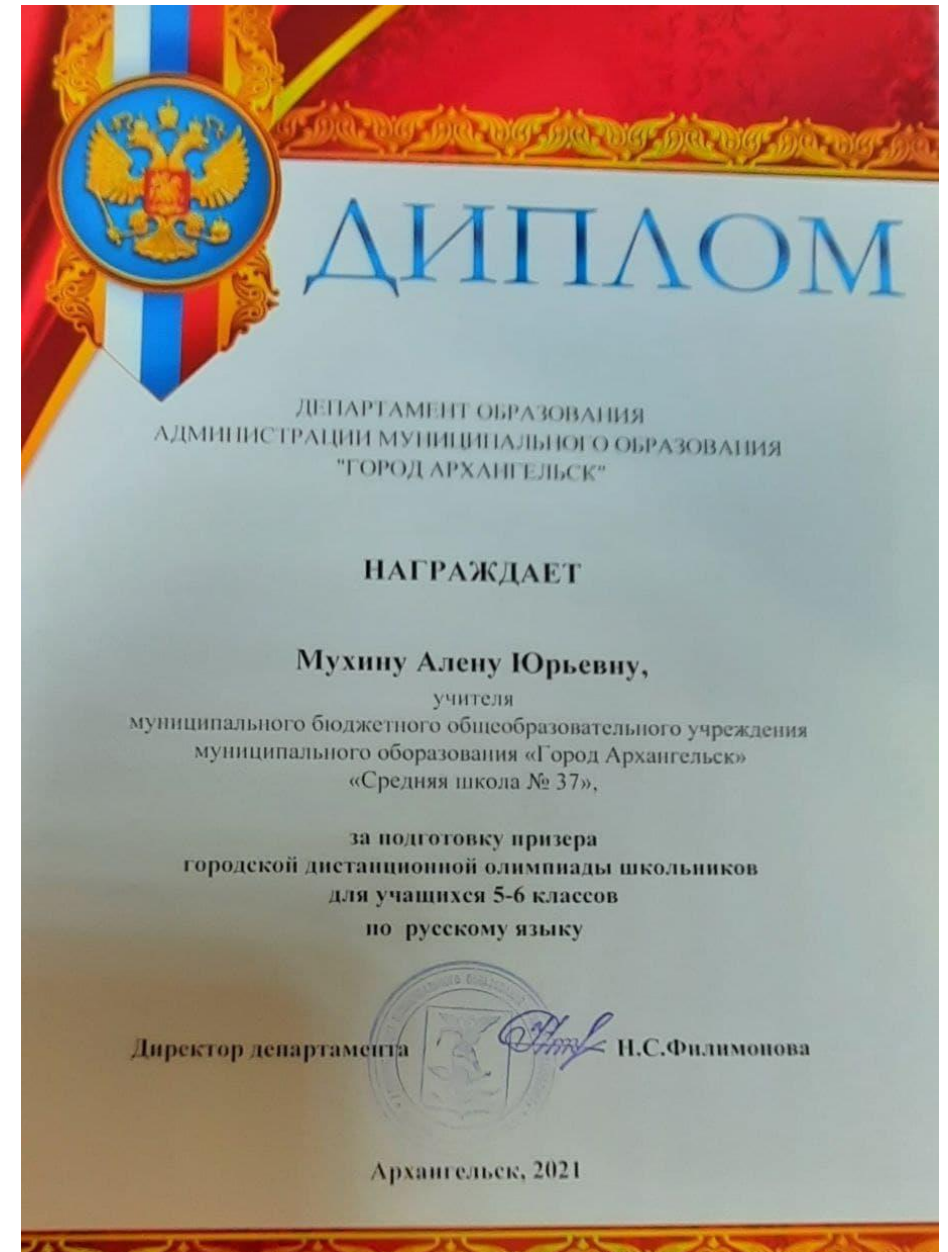 ДИПЛОМ
ДЕПАРТАМЕНТ ОБРАЗОВАНИЯ
АДМИНИСТРАЦИИ МУНИЦИПАЛЬНОГО ОБРАЗОВАНИЯ
"ГОРОД АРХАНГЕЛЬСК"
НАГРАЖДАЕТ
Мухину Алену Юрьевну,
учителя
муниципального бюджетного общеобразовательного учреждения
муниципального оборазования «Город Архангельск»
«Средняя школа № 37»,
за подготовку призера
городской дистанционной олимпиады школьников
для учащихся 5-6 классов
по русскому языку
Директор департамента Н.С.Филимонова
Архангельск, 2021